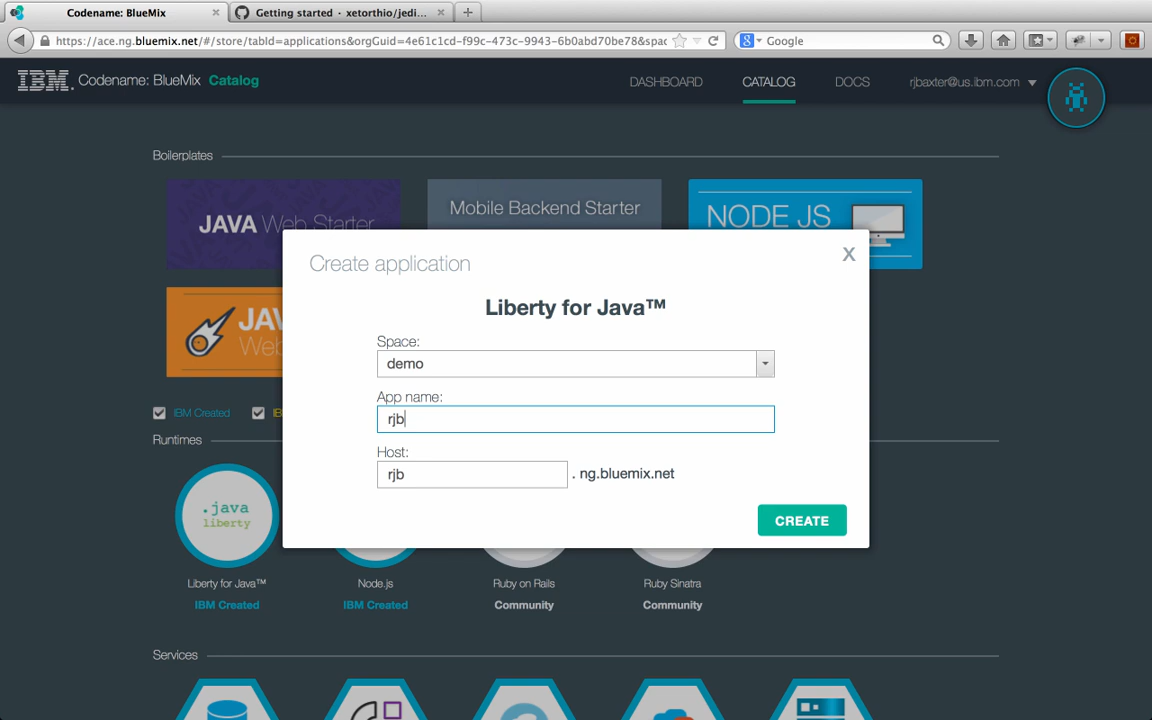 Codename: BlueMix
Getting started · xetorthio/jedi...
https://ace.ng.bluemix.net/#/store/tabId=applications&orgGuid=4e61c1cd-f99c-473c-9943-6b0abd70be78&spac
Google
IBM. Codename: BlueMix Catalog
DASHBOARD
CATALOG
DOCS
rjbaxter@us.ibm.com
Boilerplates
JAVA Web Starter
Mobile Backend Starter
NODE JS
JAV
Web
Create application
X
Liberty for Java™
Space:
demo
App name:
rjb
Host:
rjb
. ng.bluemix.net
CREATE
IBM Created
IB
Runtimes
.java
liberty
Liberty for Java™
IBM Created
Node.js
IBM Created
Ruby on Rails
Community
Ruby Sinatra
Community
Services